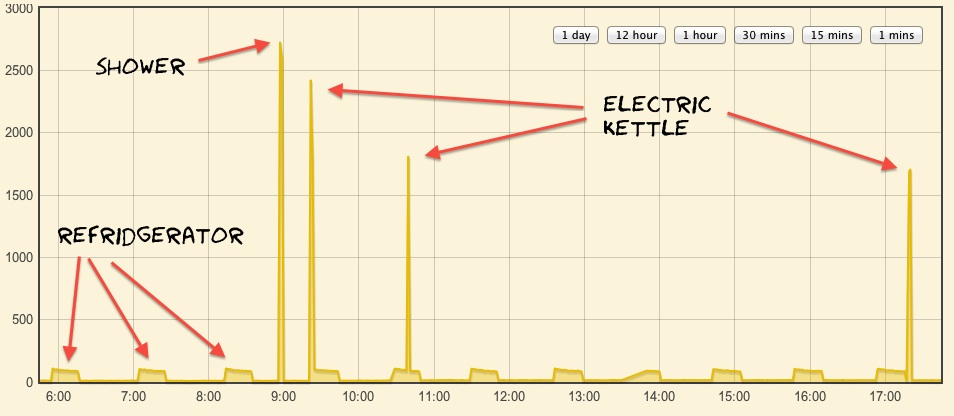 3000
1 day 12 hour 1 hour 30 mins 15 mins 1 mins
SHOWER
2500
ELECTRIC
KETTLE
2000
1500
REFRIDGERATOR
1000
500
0
6:00 7:00 8:00 9:00 10:00 11:00 12:00 13:00 14:00 15:00 16:00 17:00